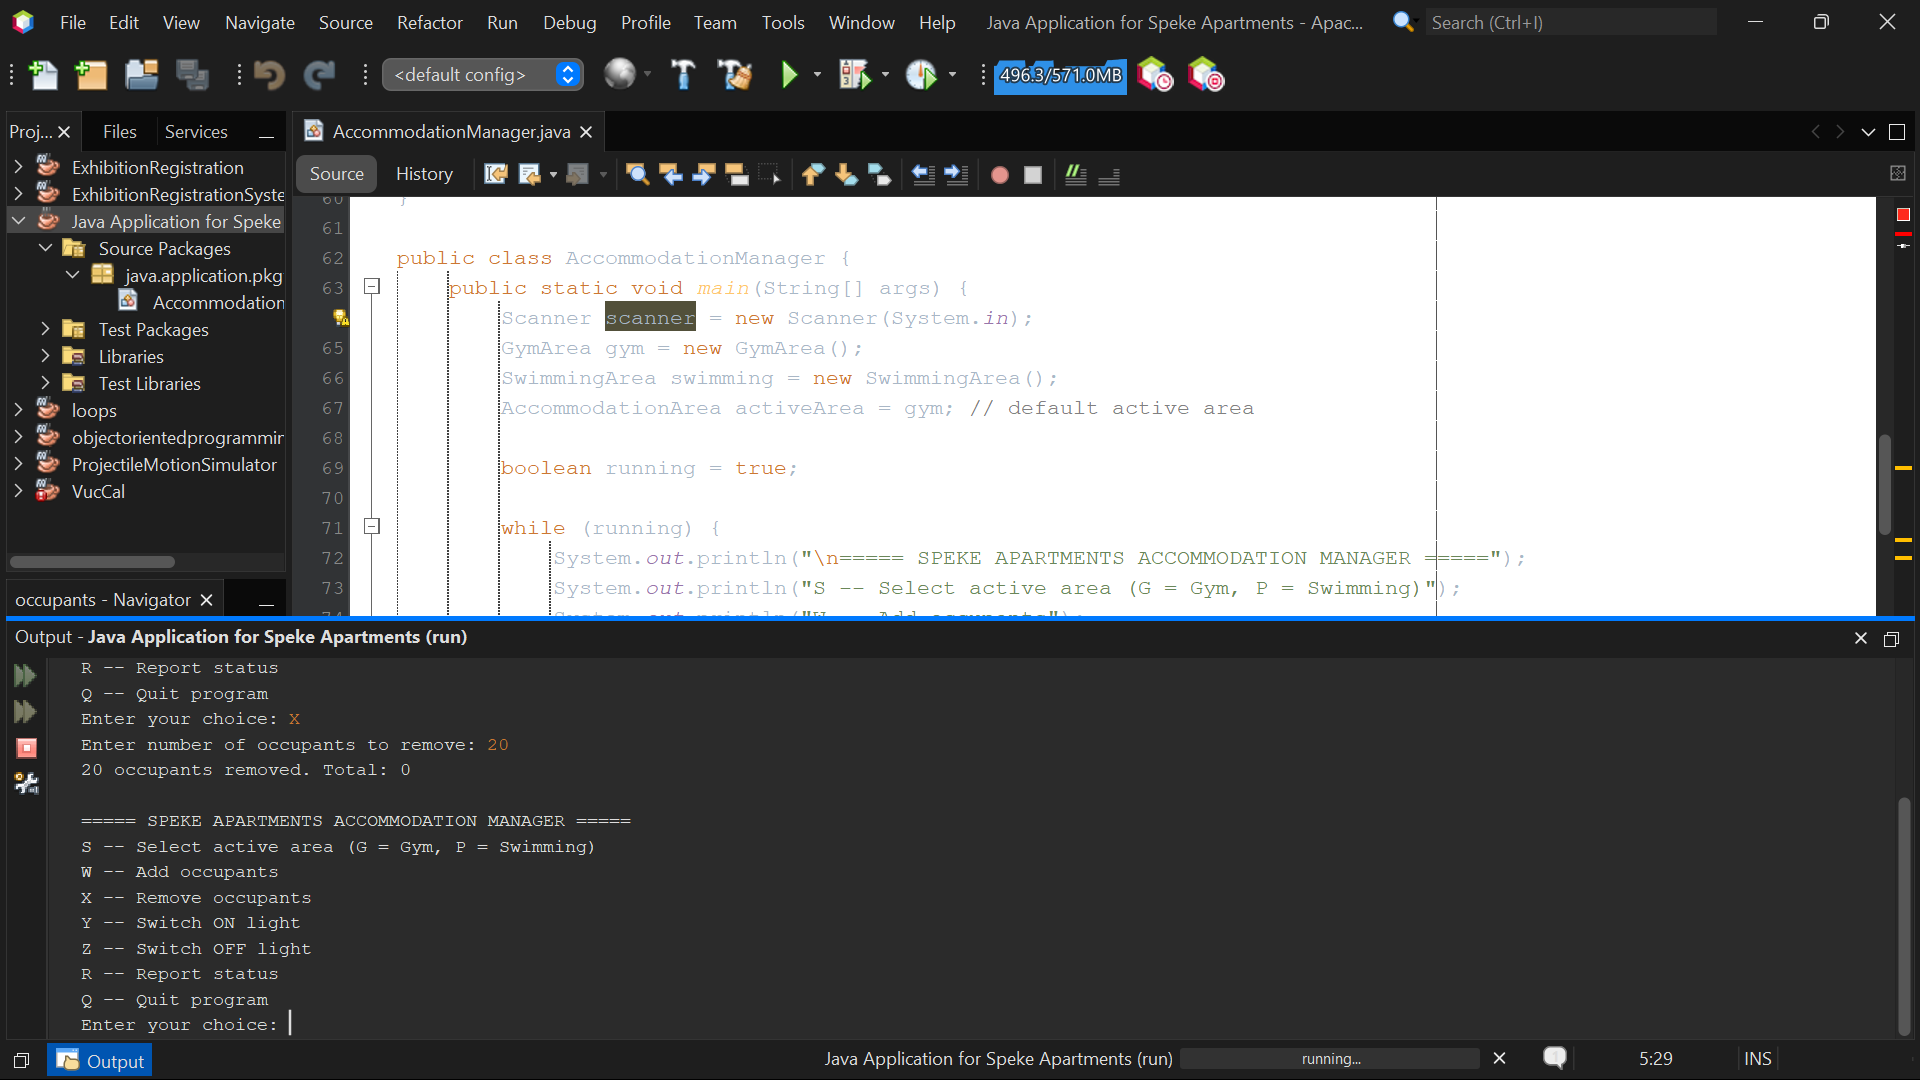 File Edit View Navigate Source Refactor Run Debug Profile Team Tools Window Help Java Application for Speke Apartments - Apac... Search (Ctrl+I)
<default config> 496.3/571.0MB
Proj... Files Services AccommodationManager.java
Source History
ExhibitionRegistration
ExhibitionRegistrationSyste
Java Application for Speke
Source Packages
java.application.pkg
Accommodation
Test Packages
Libraries
Test Libraries
loops
objectorientedprogrammin
ProjectileMotionSimulator
VucCal
occupants - Navigator
60 }
61
62 public class AccommodationManager {
63 public static void main(String[] args) {
Scanner scanner = new Scanner(System.in);
65 GymArea gym = new GymArea();
66 SwimmingArea swimming = new SwimmingArea();
67 AccommodationArea activeArea = gym; // default active area
68
69 boolean running = true;
70
71 while (running) {
72 System.out.println("\n===== SPEKE APARTMENTS ACCOMMODATION MANAGER =====");
73 System.out.println("S -- Select active area (G = Gym, P = Swimming)");
74 System.out.println("W -- Add occupants");
Output - Java Application for Speke Apartments (run)
R -- Report status
Q -- Quit program
Enter your choice: X
Enter number of occupants to remove: 20
20 occupants removed. Total: 0
===== SPEKE APARTMENTS ACCOMMODATION MANAGER =====
S -- Select active area (G = Gym, P = Swimming)
W -- Add occupants
X -- Remove occupants
Y -- Switch ON light
Z -- Switch OFF light
R -- Report status
Q -- Quit program
Enter your choice:
Output Java Application for Speke Apartments (run) running... 5:29 INS